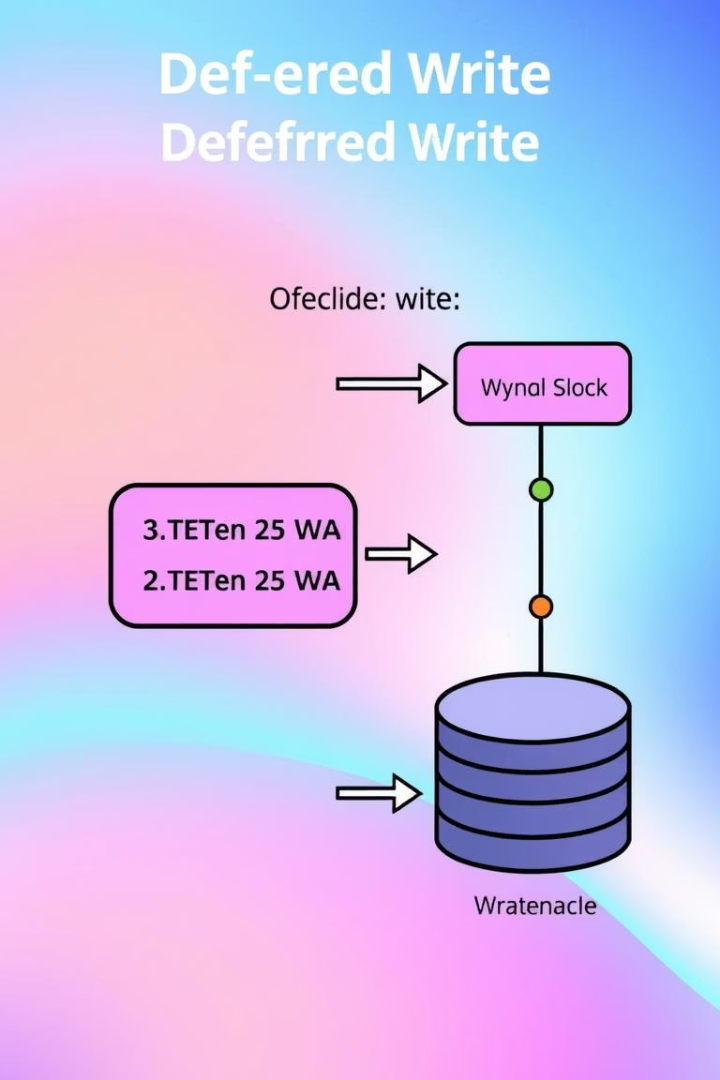 Def-ered Write
Defefrred Write
Ofeclide: wite:
Wynal Slock
3.TETen 25 WA
2.TETen 25 WA
Wratenacle